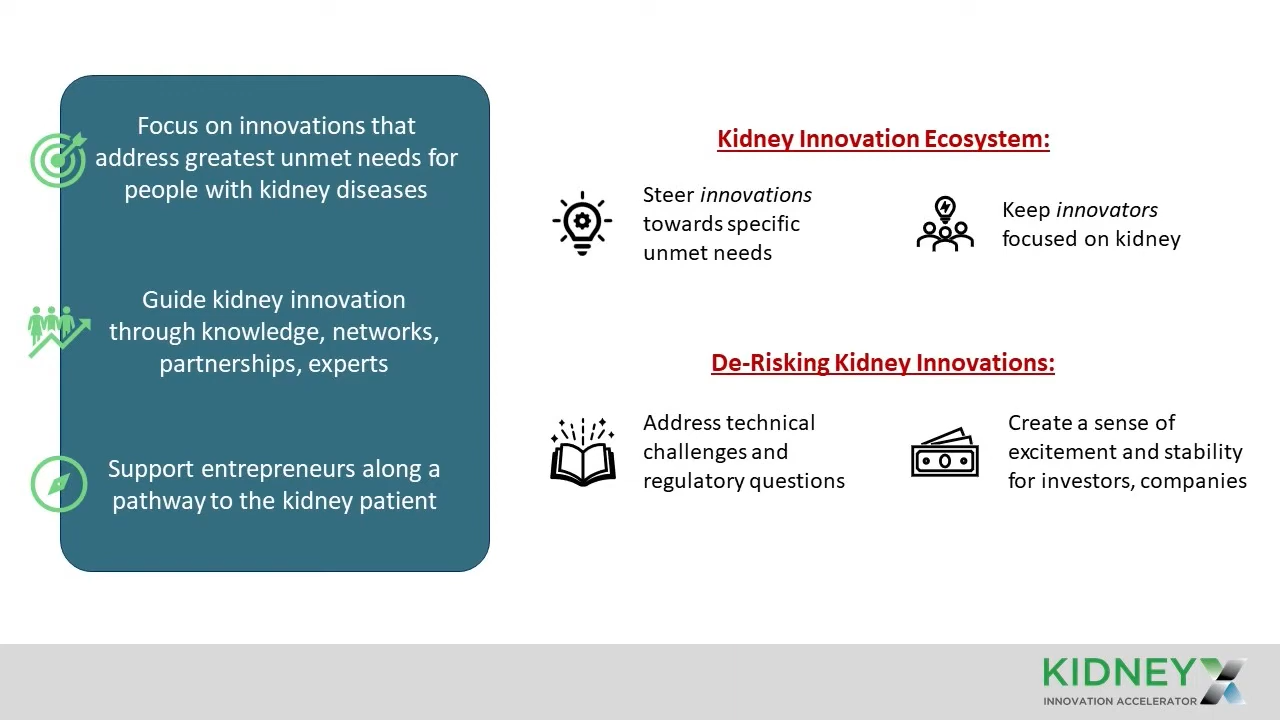 Focus on innovations that
address greatest unmet needs for
people with kidney diseases
Guide kidney innovation
through knowledge, networks,
partnerships, experts
Support entrepreneurs along a
pathway to the kidney patient
Kidney Innovation Ecosystem:
Steer innovations
towards specific
unmet needs
Keep innovators
focused on kidney
De-Risking Kidney Innovations:
Address technical
challenges and
regulatory questions
Create a sense of
excitement and stability
for investors, companies
KIDNEYX
INNOVATION ACCELERATOR